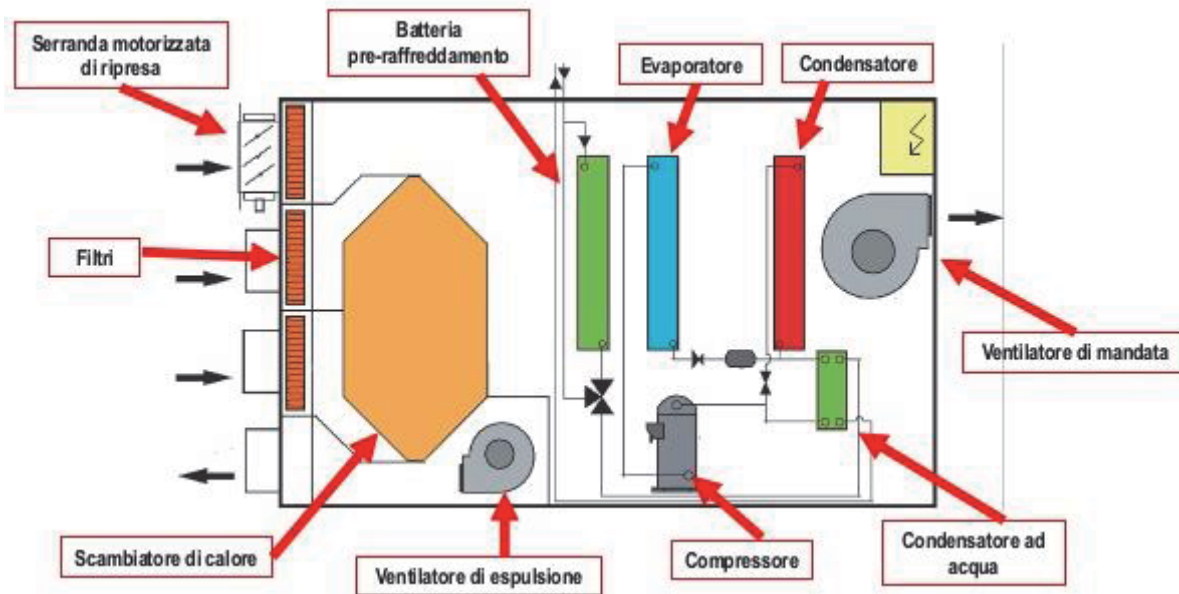 Serranda motorizzata
di ripresa
Batteria
pre-raffreddamento
Evaporatore
Condensatore
Filtri
Ventilatore di mandata
Scambiatore di calore
Ventilatore di espulsione
Compressore
Condensatore ad
acqua